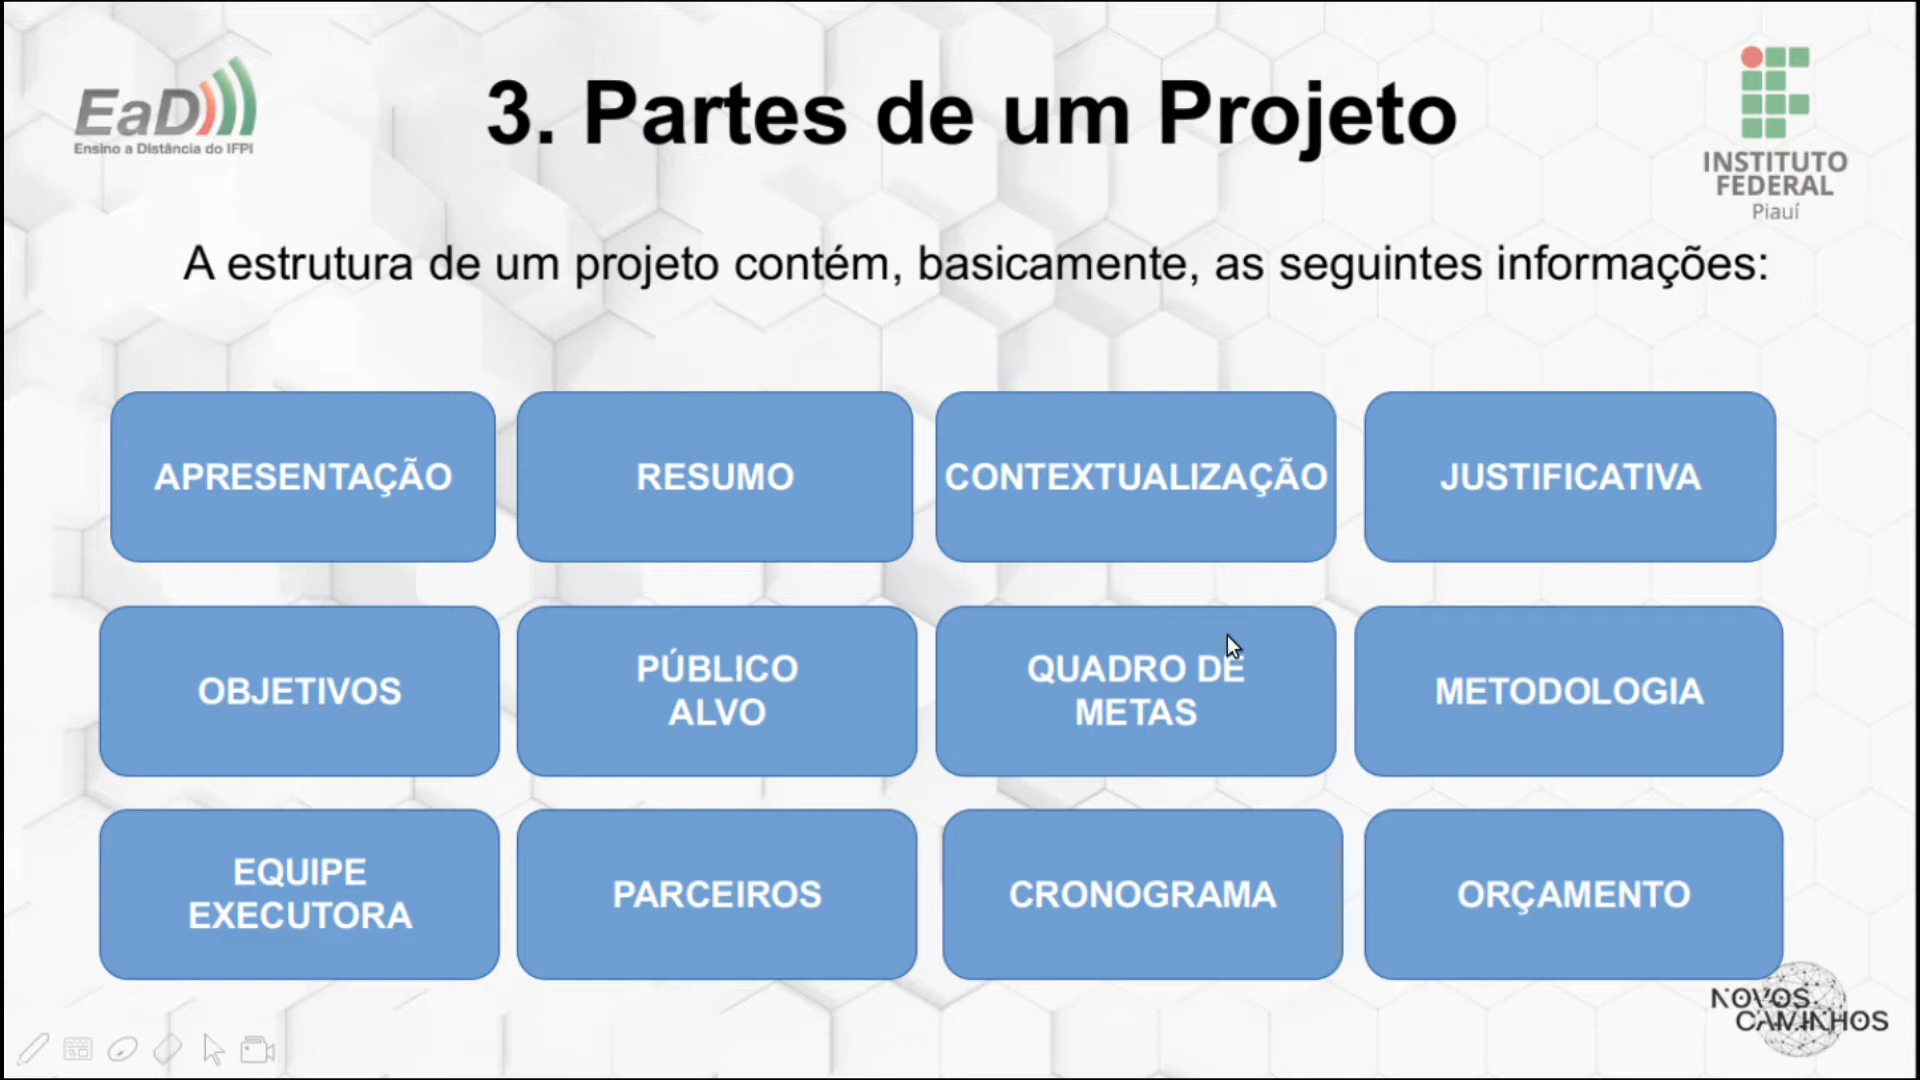 EaD
Ensino a Distância do IFPI
3. Partes de um Projeto
INSTITUTO
FEDERAL
Piauí
A estrutura de um projeto contém, basicamente, as seguintes informações:
APRESENTAÇÃO
RESUMO
CONTEXTUALIZAÇÃO
JUSTIFICATIVA
OBJETIVOS
PÚBLICO
ALVO
QUADRO DE
METAS
METODOLOGIA
EQUIPE
EXECUTORA
PARCEIROS
CRONOGRAMA
ORÇAMENTO
NOVOS
CAMINHOS